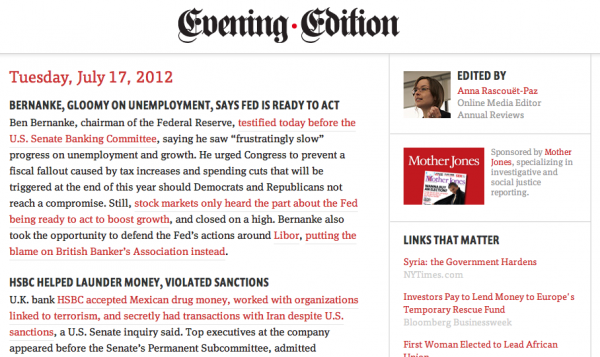 Evening·Edition
Tuesday, July 17, 2012
BERNANKE, GLOOMY ON UNEMPLOYMENT, SAYS FED IS READY TO ACT
Ben Bernanke, chairman of the Federal Reserve, testified today before the
U.S. Senate Banking Committee, saying he saw “frustratingly slow”
progress on unemployment and growth. He urged Congress to prevent a
fiscal fallout caused by tax increases and spending cuts that will be
triggered at the end of this year should Democrats and Republicans not
reach a compromise. Still, stock markets only heard the part about the Fed
being ready to act to boost growth, and closed on a high. Bernanke also
took the opportunity to defend the Fed's actions around Libor, putting the
blame on British Banker's Association instead.
HSBC HELPED LAUNDER MONEY, VIOLATED SANCTIONS
U.K. bank HSBC accepted Mexican drug money, worked with organizations
linked to terrorism, and secretly had transactions with Iran despite U.S.
sanctions, a U.S. Senate inquiry said. Top executives at the company
appeared before the Senate's Permanent Subcommittee, admitted
EDITED BY
Anna Rascouët-Paz
Online Media Editor
Annual Reviews
Mother Jones
Mother Jones
Sponsored by Mother
Jones, specializing in
investigative and
social justice
reporting.
LINKS THAT MATTER
Syria: the Government Hardens
NYTimes.com
Investors Pay to Lend Money to Europe's
Temporary Rescue Fund
Bloomberg Businessweek
First Woman Elected to Lead African